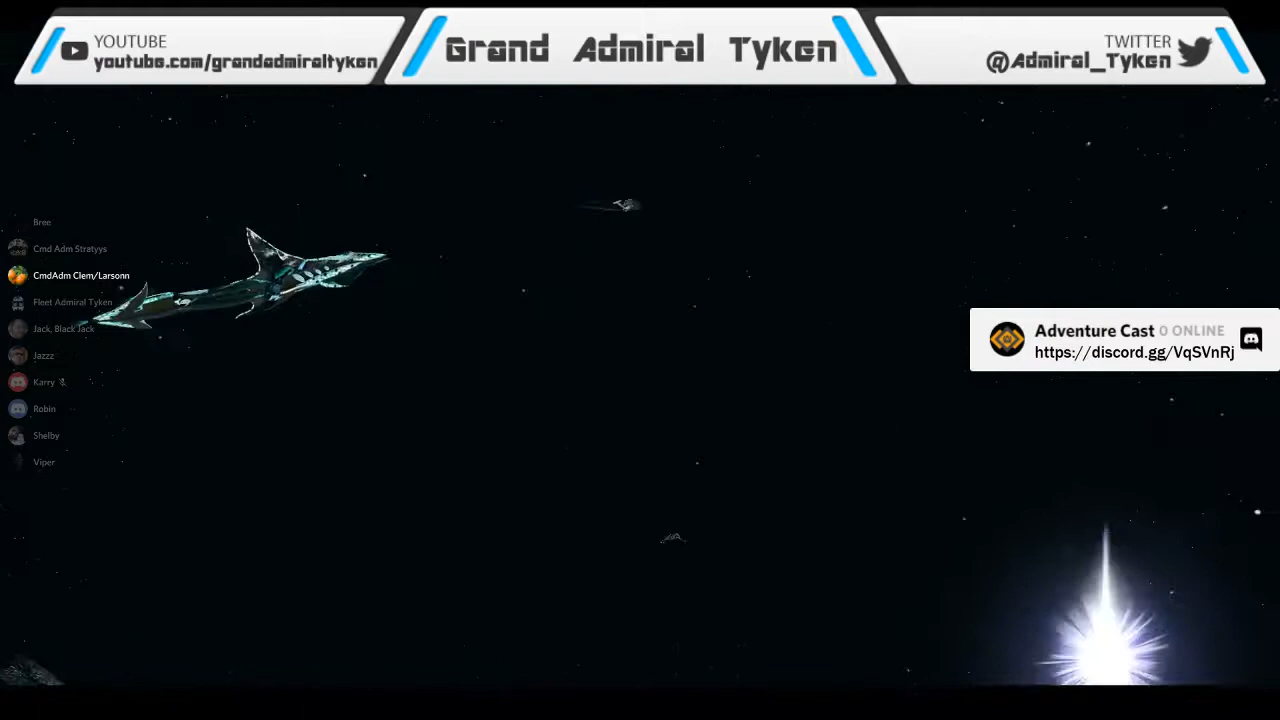 YOUTUBE
youtube.com/grandadmiraltyken
Grand Admiral Tyken
TWITTER
@Admiral_Tyken
Bree
Cmd Adm Stratyys
CmdAdm Clem/Larsonn
Fleet Admiral Tyken
Jack, Black Jack
Jazzz
Karry
Robin
Shelby
Viper
Adventure Cast 0 ONLINE
https://discord.gg/VqSVnRj